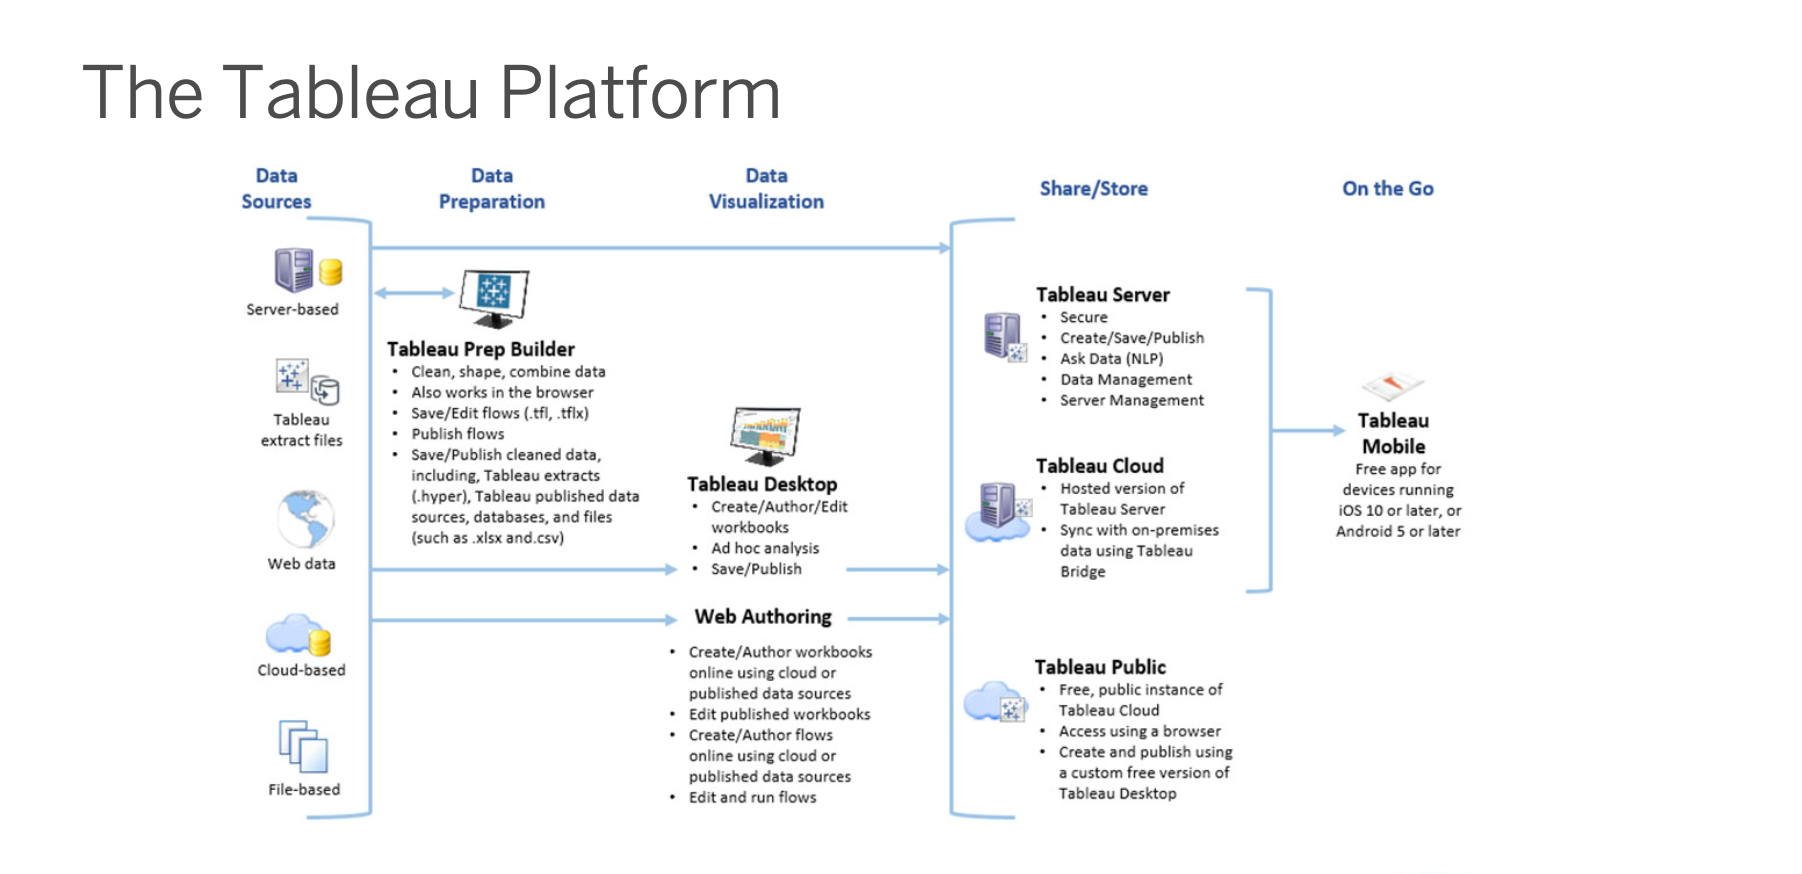 The Tableau Platform
Data
Sources
Data
Preparation
Data
Visualization
Share/Store
On the Go
Server-based
Tableau
extract files
Web data
Cloud-based
File-based
Tableau Prep Builder
• Clean, shape, combine data
• Also works in the browser
• Save/Edit flows (.tfl, .tflx)
• Publish flows
• Save/Publish cleaned data,
including, Tableau extracts
(.hyper), Tableau published data
sources, databases, and files
(such as .xlsx and.csv)
Tableau Desktop
• Create/Author/Edit
workbooks
• Ad hoc analysis
• Save/Publish
Web Authoring
• Create/Author workbooks
online using cloud or
published data sources
• Edit published workbooks
• Create/Author flows
online using cloud or
published data sources
• Edit and run flows
Tableau Server
• Secure
• Create/Save/Publish
• Ask Data (NLP)
• Data Management
• Server Management
Tableau Cloud
• Hosted version of
Tableau Server
• Sync with on-premises
data using Tableau
Bridge
Tableau Public
• Free, public instance of
Tableau Cloud
• Access using a browser
• Create and publish using
a custom free version of
Tableau Desktop
Tableau
Mobile
Free app for
devices running
iOS 10 or later, or
Android 5 or later